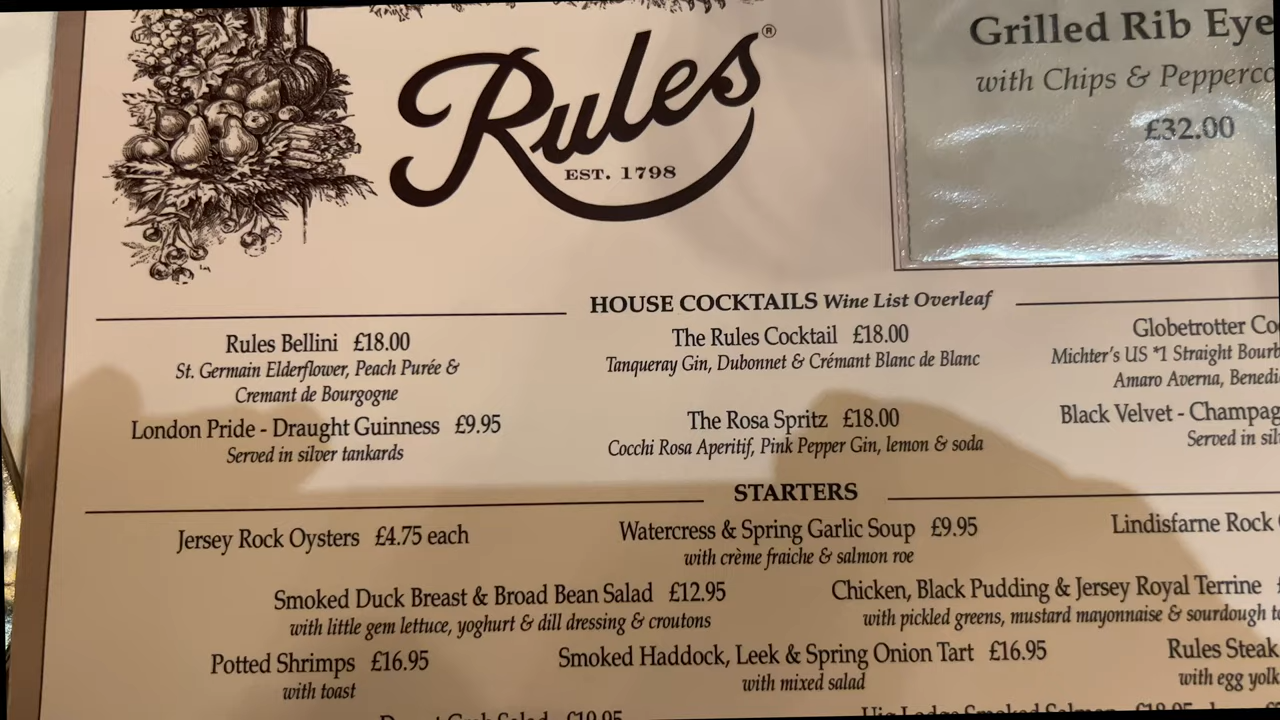 Rules®
EST. 1798
Grilled Rib Eye
with Chips &
£32.00
HOUSE COCKTAILS Wine List Overleaf
Rules Bellini £18.00
St. Germain Elderflower, Peach Purée &
Cremant de Bourgogne
London Pride - Draught Guinness £9.95
Served in silver tankards
The Rules Cocktail £18.00
Tanqueray Gin, Dubonnet & Crémant Blanc de Blanc
The Rosa Spritz £18.00
Cocchi Rosa Aperitif, Pink Pepper Gin, lemon & soda
Globetrotter
Michter's US *1 Straight
Amaro Averna,
Black Velvet -
Served in
STARTERS
Jersey Rock Oysters £4.75 each
Watercress & Spring Garlic Soup £9.95
with crème fraiche & salmon roe
Lindisfarne Rock
Smoked Duck Breast & Broad Bean Salad £12.95
with little gem lettuce, yoghurt & dill dressing & croutons
Chicken, Black Pudding & Jersey Royal Terrine
with pickled greens, mustard mayonnaise & sourdough
Potted Shrimps £16.95
with toast
Smoked Haddock, Leek & Spring Onion Tart £16.95
with mixed salad
Rules Steak
with egg yolk